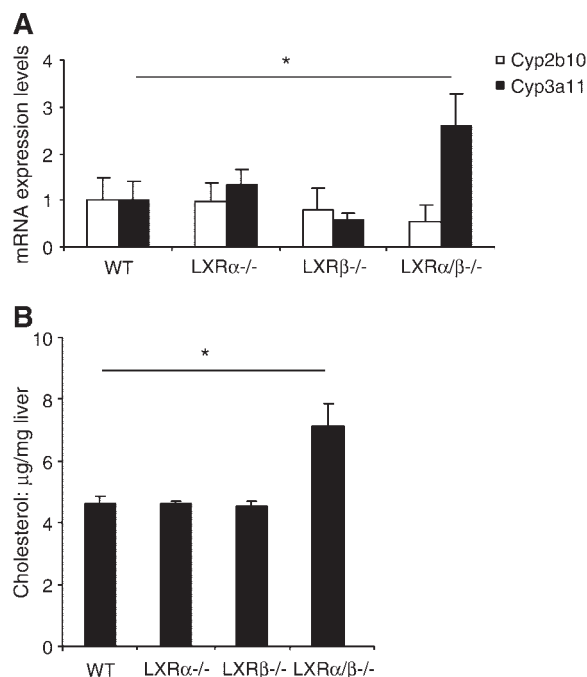 A
mRNA expression levels
4
3
2
1
0
*
Cyp2b10
Cyp3a11
WT LXRα-/- LXRβ-/- LXRα/β-/-
B
Cholesterol: μg/mg liver
10
8
6
4
2
0
*
WT LXRα-/- LXRβ-/- LXRα/β-/-